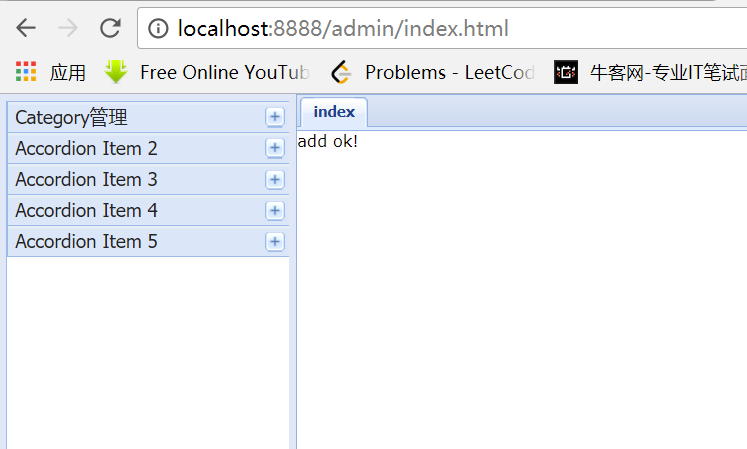 localhost:8888/admin/index.html
应用 Free Online YouTub Problems - LeetCod 牛客网-专业IT笔试面
Category管理
Accordion Item 2
Accordion Item 3
Accordion Item 4
Accordion Item 5
index
add ok!